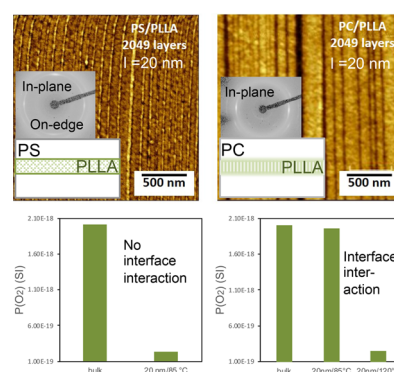 PS/PLLA
2049 layers
l =20 nm
In-plane
On-edge
PS
PLLA
500 nm
PC/PLLA
2049 layers
l =20 nm
In-plane
PC
PLLA
500 nm
2.10E-18
1.60E-18
1.10E-18
6.00E-19
1.00E-19
P(O₂) (SI)
No
interface
interaction
bulk
20 nm/85 °C
2.10E-18
1.60E-18
1.10E-18
6.00E-19
1.00E-19
P(O₂) (SI)
Interface
inter-
action
bulk
20nm/85°C
20nm/120°